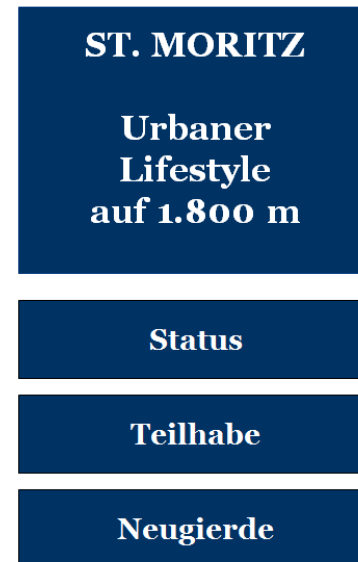 ST. MORITZ
Urbaner
Lifestyle
auf 1.800 m
Status
Teilhabe
Neugierde